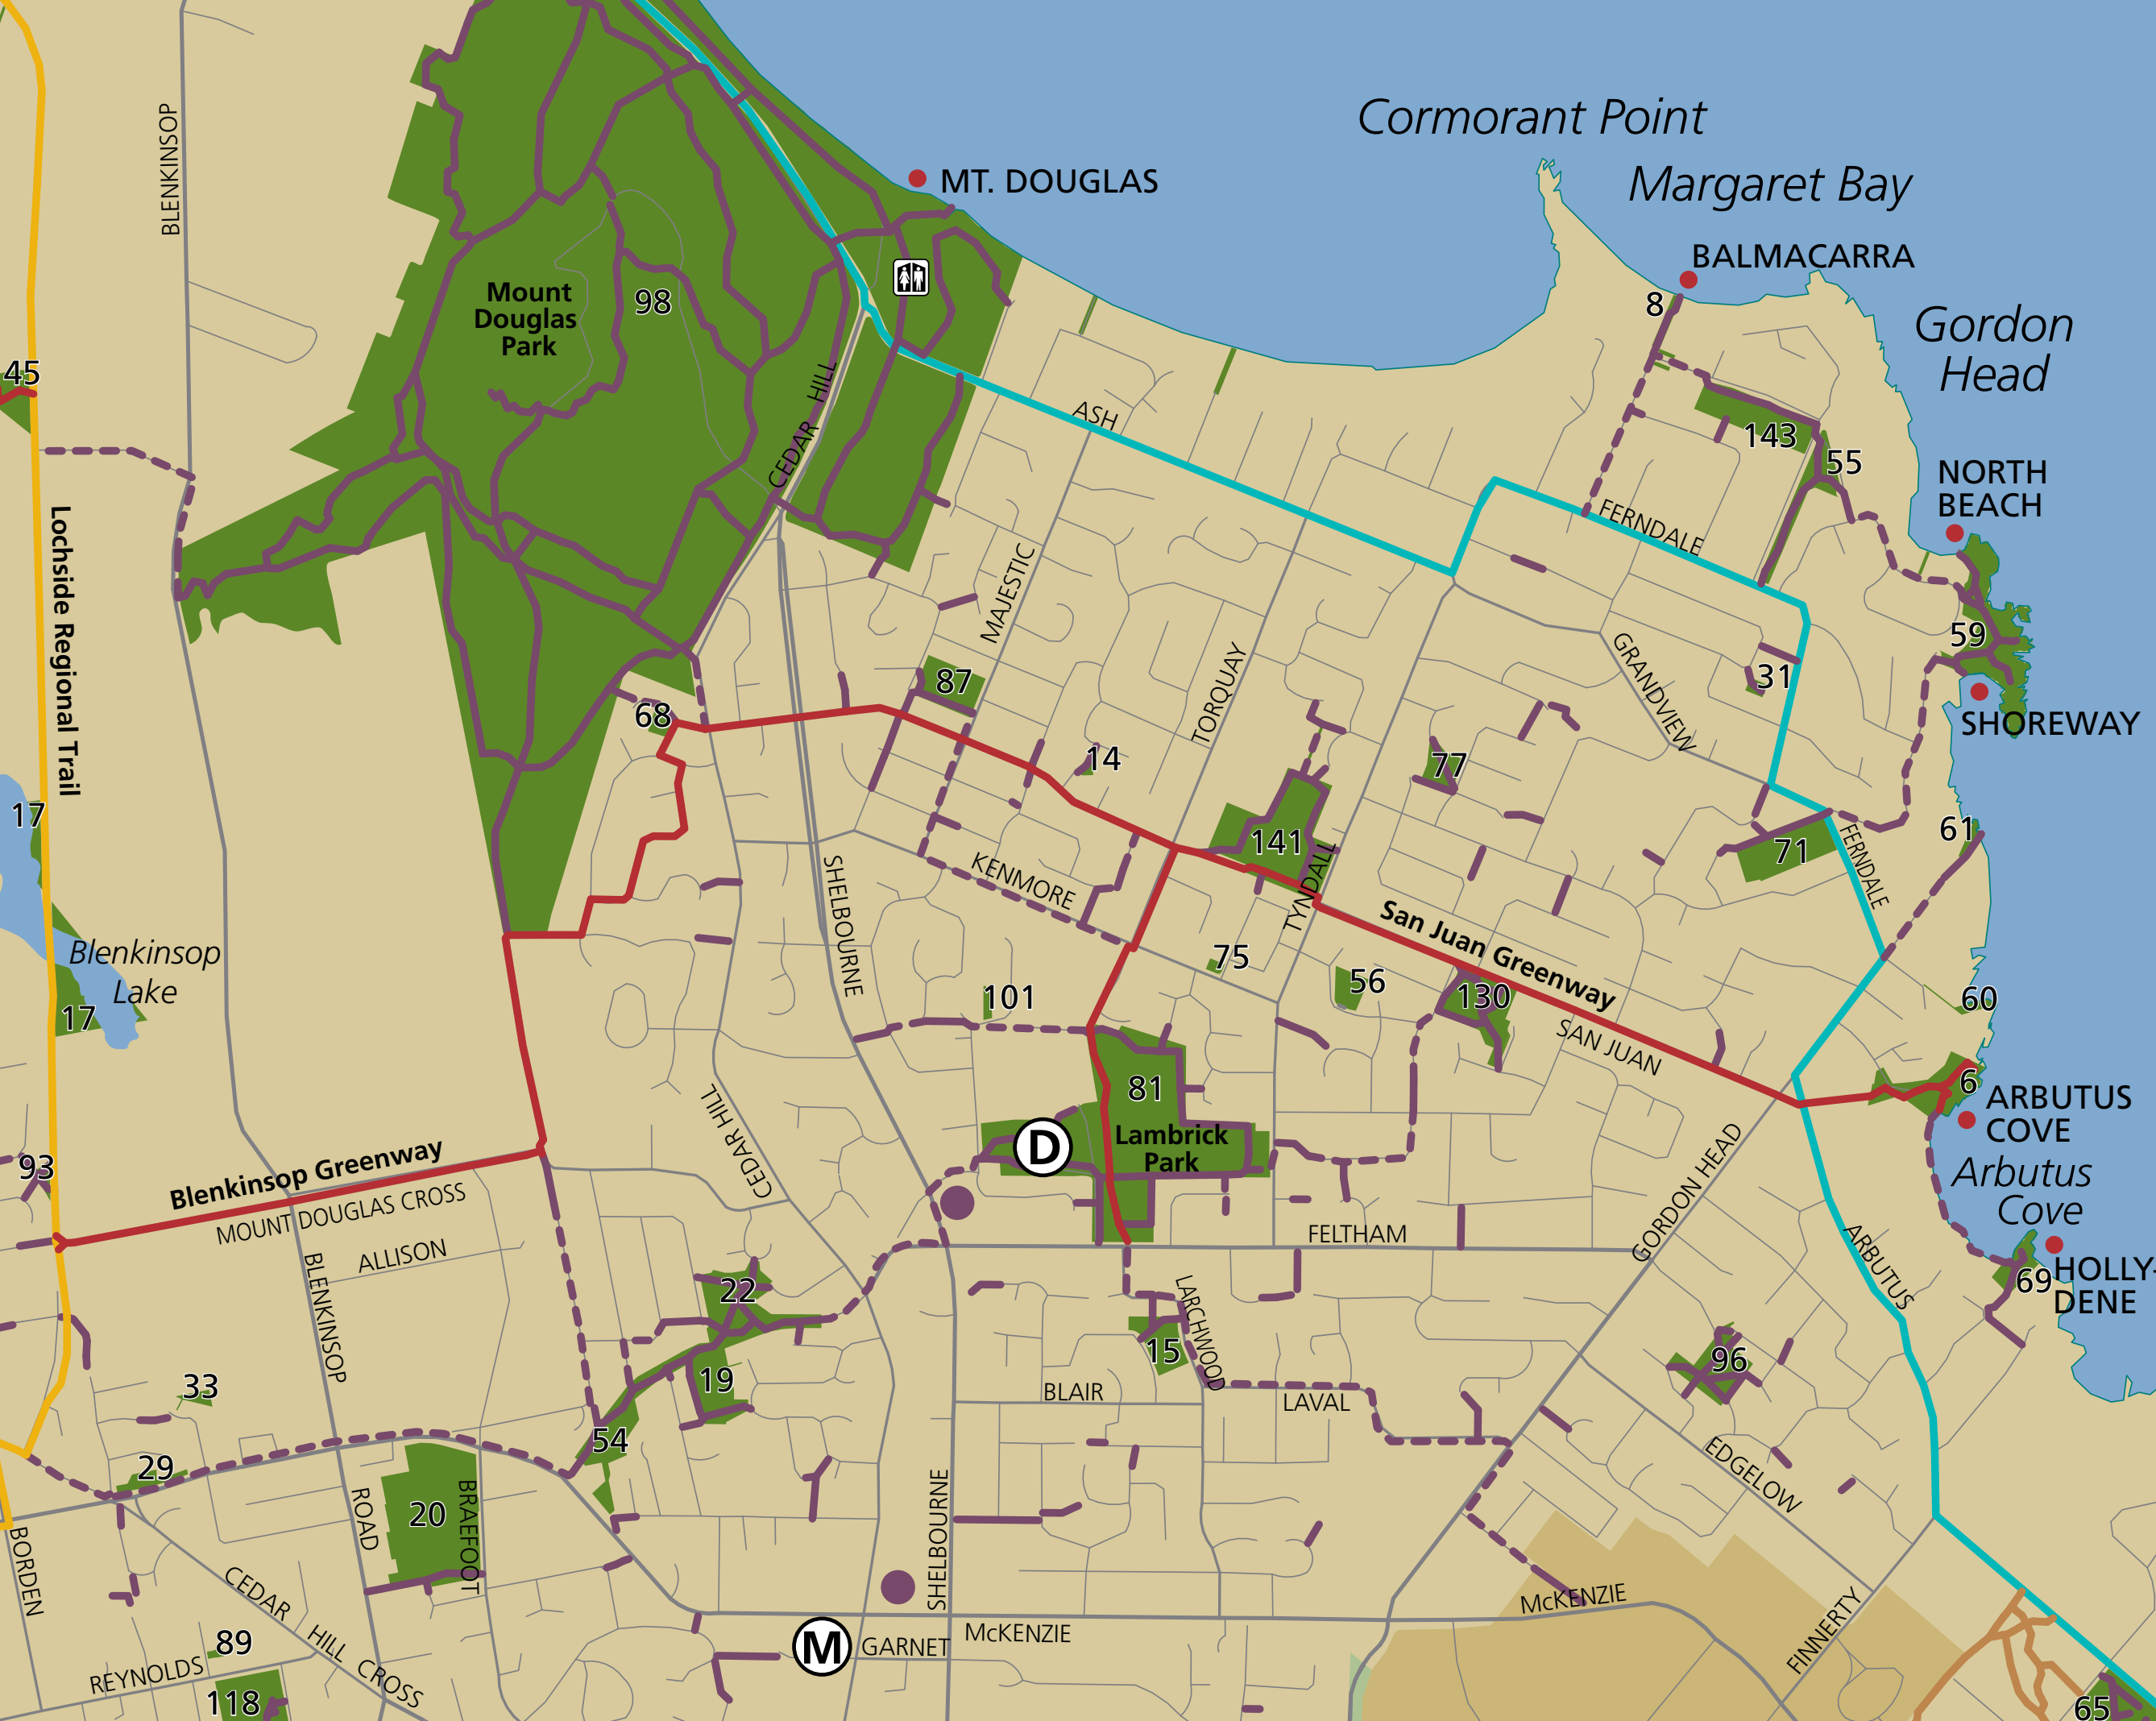 Cormorant Point
Margaret Bay
BALMACARRA
8
Gordon
Head
MT. DOUGLAS
BLENKINSOP
Mount
Douglas
Park
98
45
CEDAR HILL
ASH
143
55
NORTH
BEACH
FERNDALE
59
SHOREWAY
31
GRANDVIEW
MAJESTIC
TORQUAY
87
68
14
77
141
TYNDALL
71
61
FERNDALE
Lochside Regional Trail
17
Blenkinsop
Lake
17
SHELBOURNE
KENMORE
75
101
56
San Juan Greenway
130
SAN JUAN
60
6
ARBUTUS
COVE
Arbutus
Cove
HOLLY-
DENE
69
81
Lambrick
Park
D
CEDAR HILL
93
Blenkinsop Greenway
MOUNT DOUGLAS CROSS
ALLISON
BLENKINSOP
ROAD
FELTHAM
GORDON HEAD
ARBUTUS
22
19
54
15
LARCHWOOD
BLAIR
LAVAL
96
EDGELOW
33
29
20
BRAEFOOT
BORDEN
CEDAR HILL CROSS
89
REYNOLDS
118
SHELBOURNE
M
GARNET
McKENZIE
McKENZIE
FINNERTY
65